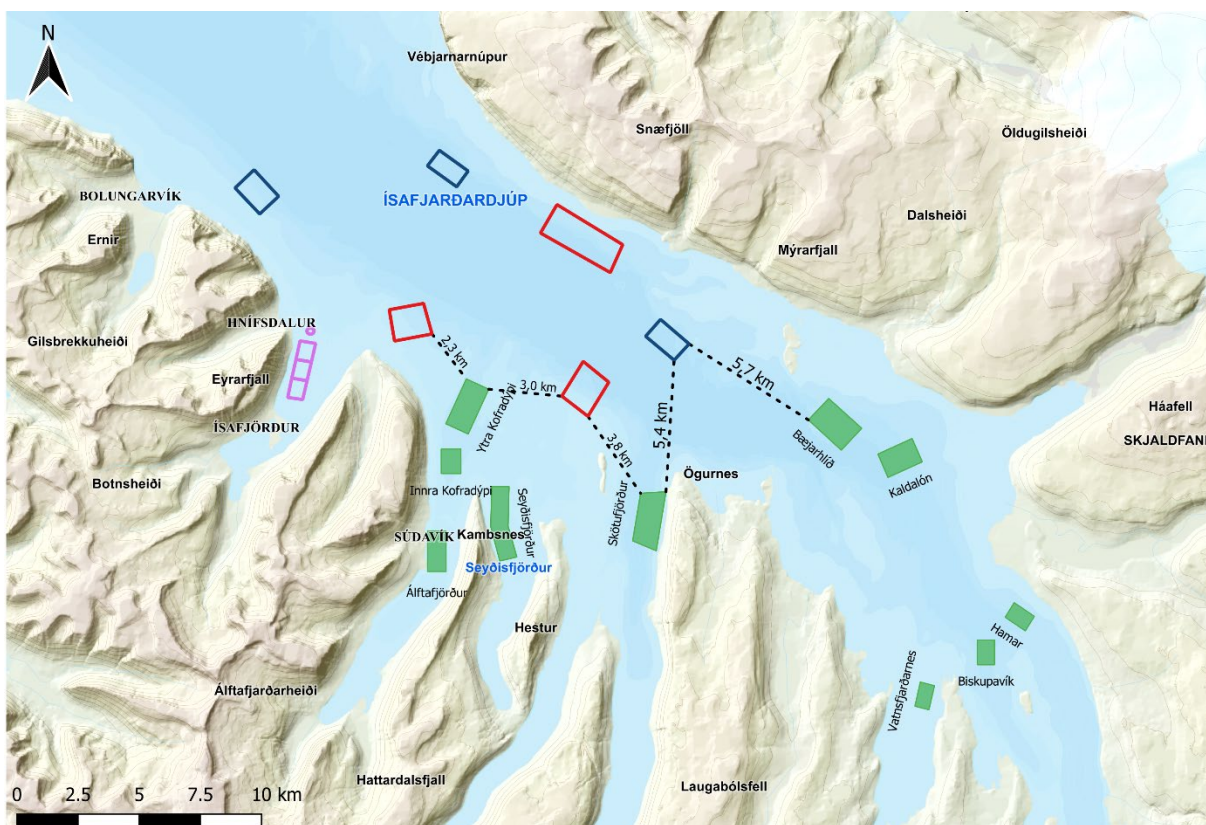 N
Vébjarnarnúpur
Snæfjöll
Öldugilsheiði
BOLUNGARVÍK
ÍSAFJARÐARDJÚP
Dalsheiði
Ernir
Mýrarfjall
HNÍFSDALUR
Gilsbrekkuheiði
2,3 km
Eyrarfjall
3,0 km
5,7 km
Ytra Kofradýpi
Háafell
ÍSAFJÖRÐUR
5,4 km
3,8 km
Bæjarhlíð
SKJALDFANN
Botnsheiði
Innra Kofradýpi
Ögurnes
Kaldalón
Seyðisfjörður
Skötufjörður
SÚÐAVÍK
Kambsnes
Seyðisfjörður
Álftafjörður
Hestur
Hamar
Vatnsfjarðarnes
Biskupavík
Álftafjarðarheiði
Hattardalsfjall
Laugabólsfell
0 2.5 5 7.5 10 km